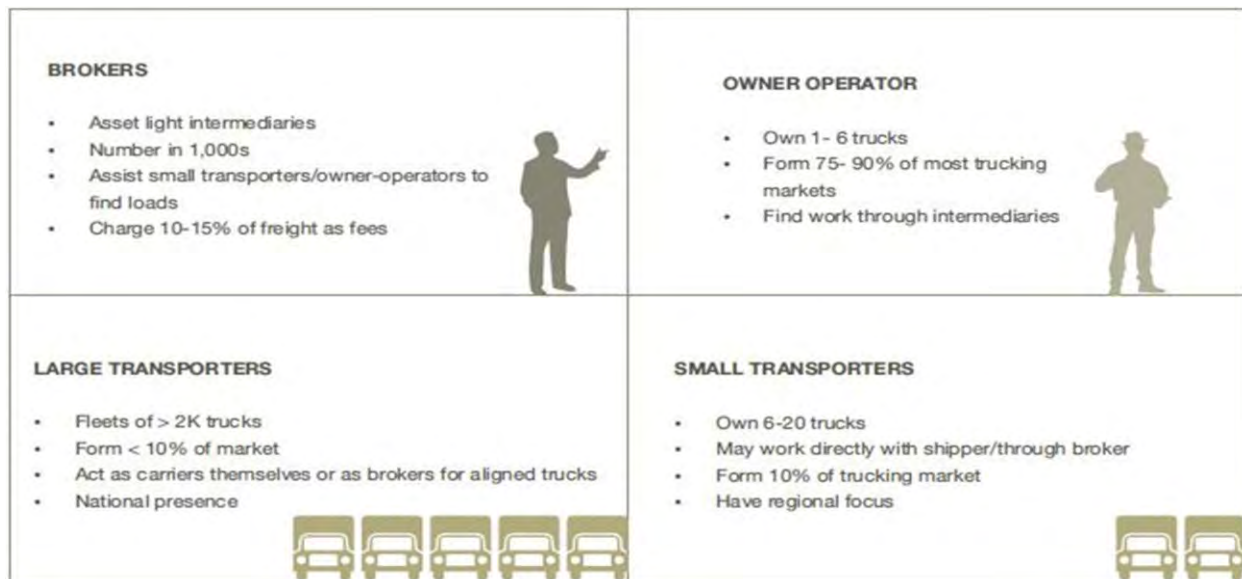 BROKERS
• Asset light intermediaries
• Number in 1,000s
• Assist small transporters/owner-operators to
find loads
• Charge 10-15% of freight as fees
OWNER OPERATOR
• Own 1- 6 trucks
• Form 75- 90% of most trucking
markets
• Find work through intermediaries
LARGE TRANSPORTERS
• Fleets of > 2K trucks
• Form < 10% of market
• Act as carriers themselves or as brokers for aligned trucks
• National presence
SMALL TRANSPORTERS
• Own 6-20 trucks
• May work directly with shipper/through broker
• Form 10% of trucking market
• Have regional focus